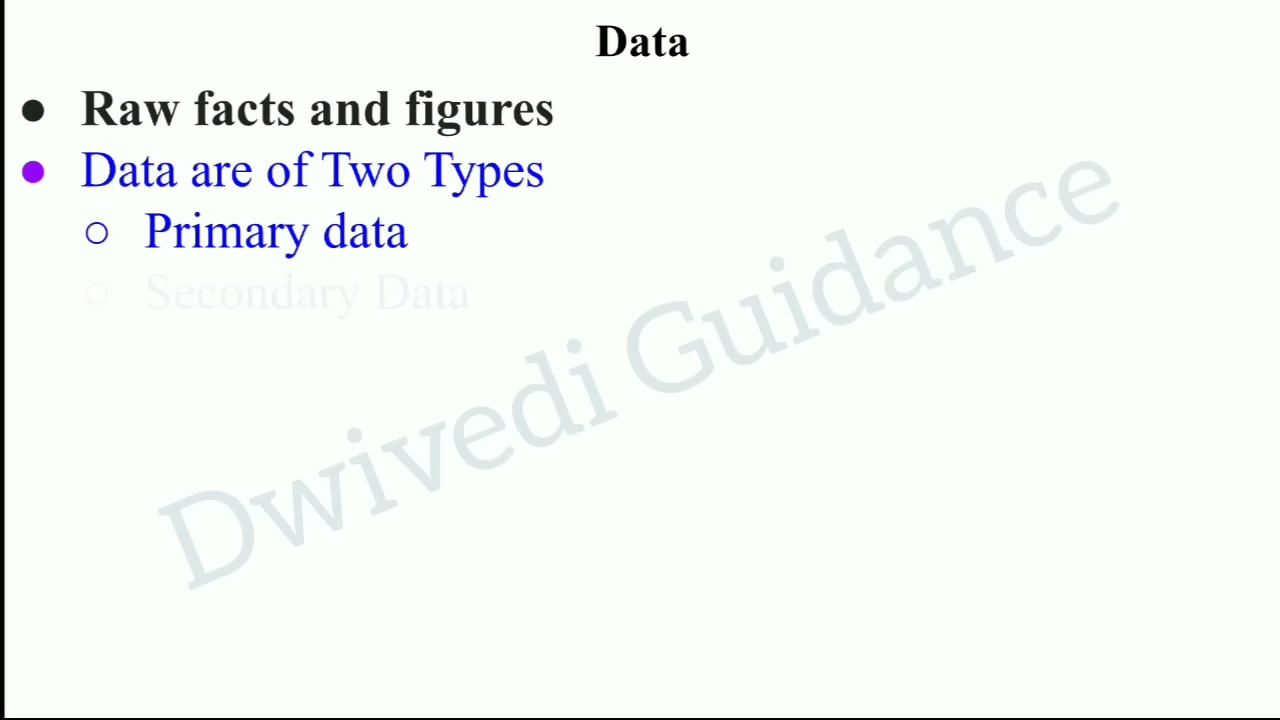 Data
● Raw facts and figures
● Data are of Two Types
○ Primary data
○ Secondary Data
Dwivedi Guidance